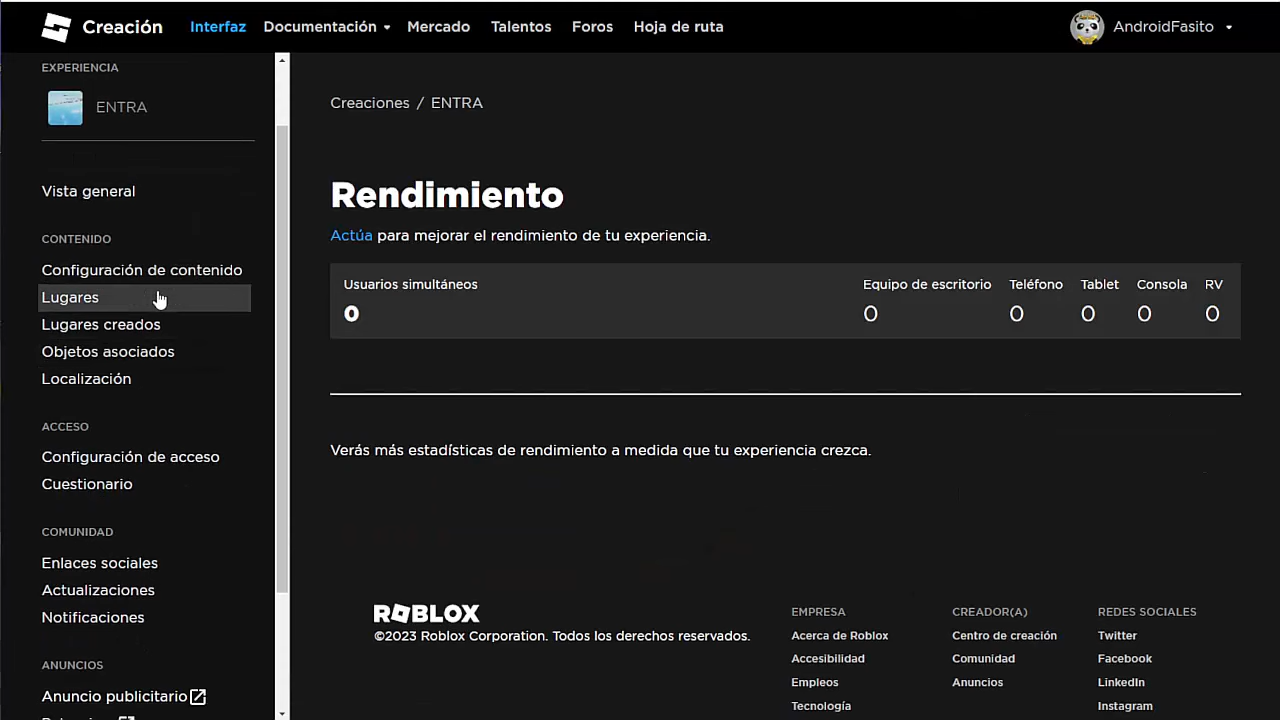 Creación Interfaz Documentación Mercado Talentos Foros Hoja de ruta AndroidFasito
EXPERIENCIA
ENTRA
Vista general
CONTENIDO
Configuración de contenido
Lugares
Lugares creados
Objetos asociados
Localización
ACCESO
Configuración de acceso
Cuestionario
COMUNIDAD
Enlaces sociales
Actualizaciones
Notificaciones
ANUNCIOS
Anuncio publicitario
Creaciones / ENTRA
Rendimiento
Actúa para mejorar el rendimiento de tu experiencia.
Usuarios simultáneos Equipo de escritorio Teléfono Tablet Consola RV
0 0 0 0 0 0
Verás más estadísticas de rendimiento a medida que tu experiencia crezca.
ROBLOX
©2023 Roblox Corporation. Todos los derechos reservados.
EMPRESA
Acerca de Roblox
Accesibilidad
Empleos
Tecnología
CREADOR(A)
Centro de creación
Comunidad
Anuncios
REDES SOCIALES
Twitter
Facebook
LinkedIn
Instagram